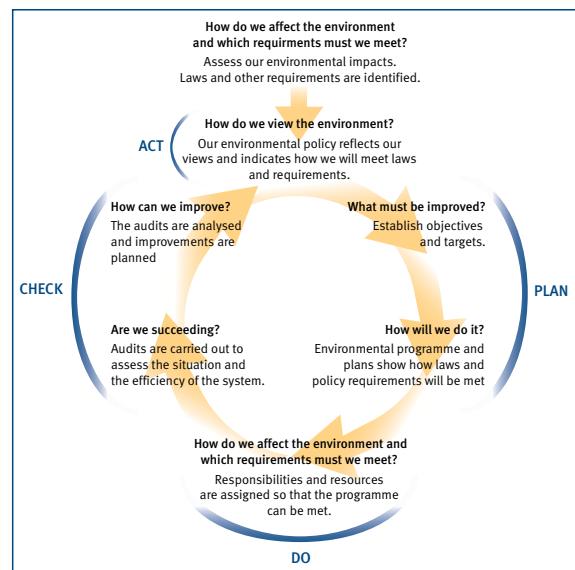 How do we affect the environment
and which requirments must we meet?
Assess our environmental impacts.
Laws and other requirements are identified.
How do we view the environment?
Our environmental policy reflects our
views and indicates how we will meet laws
and requirements.
ACT
What must be improved?
Establish objectives
and targets.
How will we do it?
Environmental programme and
plans show how laws and
policy requirements will be met
PLAN
How do we affect the environment and
which requirements must we meet?
Responsibilities and resources
are assigned so that the programme
can be met.
DO
Are we succeeding?
Audits are carried out to
assess the situation and
the efficiency of the system.
How can we improve?
The audits are analysed
and improvements are
planned
CHECK